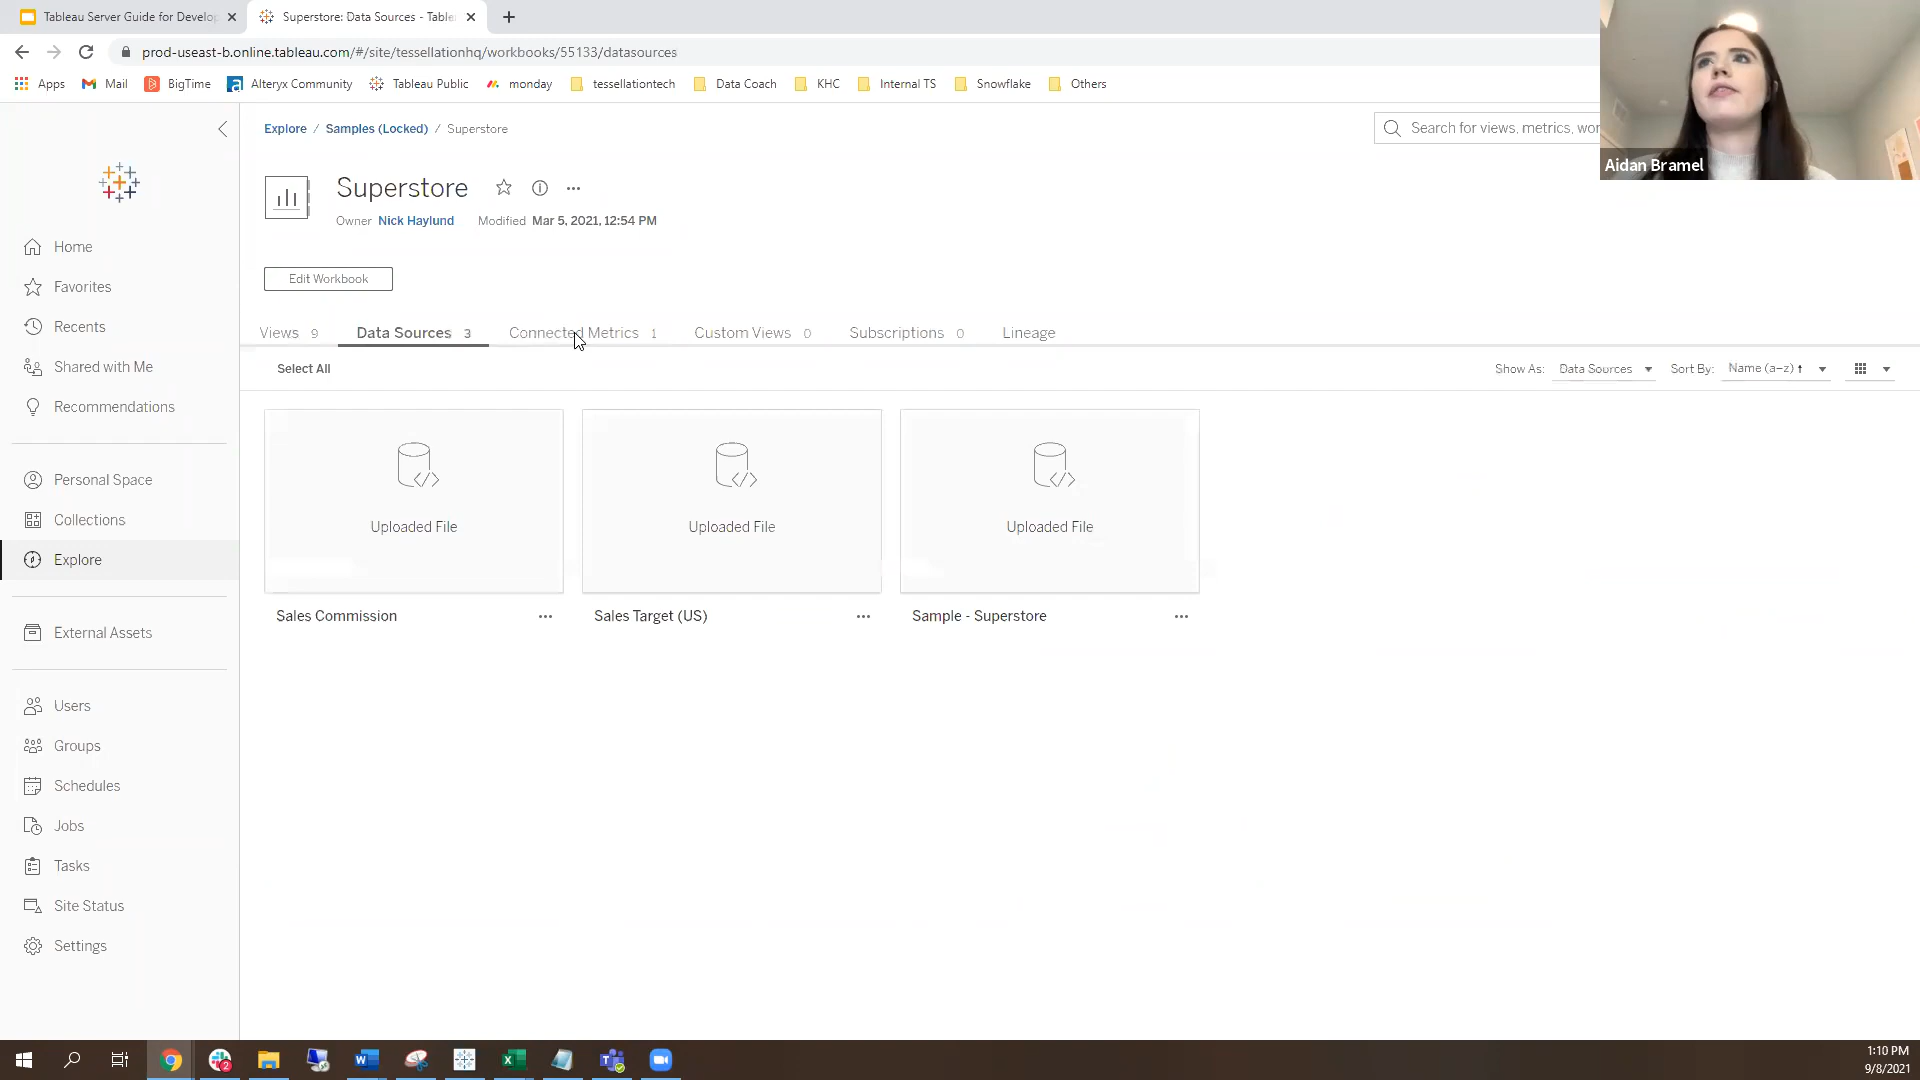 Tableau Server Guide for Develop
Superstore: Data Sources - Table
prod-useast-b.online.tableau.com/#/site/tessellationhq/workbooks/55133/datasources
Apps
Mail
BigTime
Alteryx Community
Tableau Public
monday
tessellationtech
Data Coach
KHC
Internal TS
Snowflake
Others
Aidan Bramel
Explore / Samples (Locked) / Superstore
Search for views, metrics, wor
Superstore
Owner Nick Haylund Modified Mar 5, 2021, 12:54 PM
Edit Workbook
Views 9
Data Sources 3
Connected Metrics 1
Custom Views 0
Subscriptions 0
Lineage
Select All
Show As: Data Sources
Sort By: Name (a–z)
Uploaded File
Uploaded File
Uploaded File
Sales Commission
Sales Target (US)
Sample - Superstore
Home
Favorites
Recents
Shared with Me
Recommendations
Personal Space
Collections
Explore
External Assets
Users
Groups
Schedules
Jobs
Tasks
Site Status
Settings
2
1:10 PM
9/8/2021